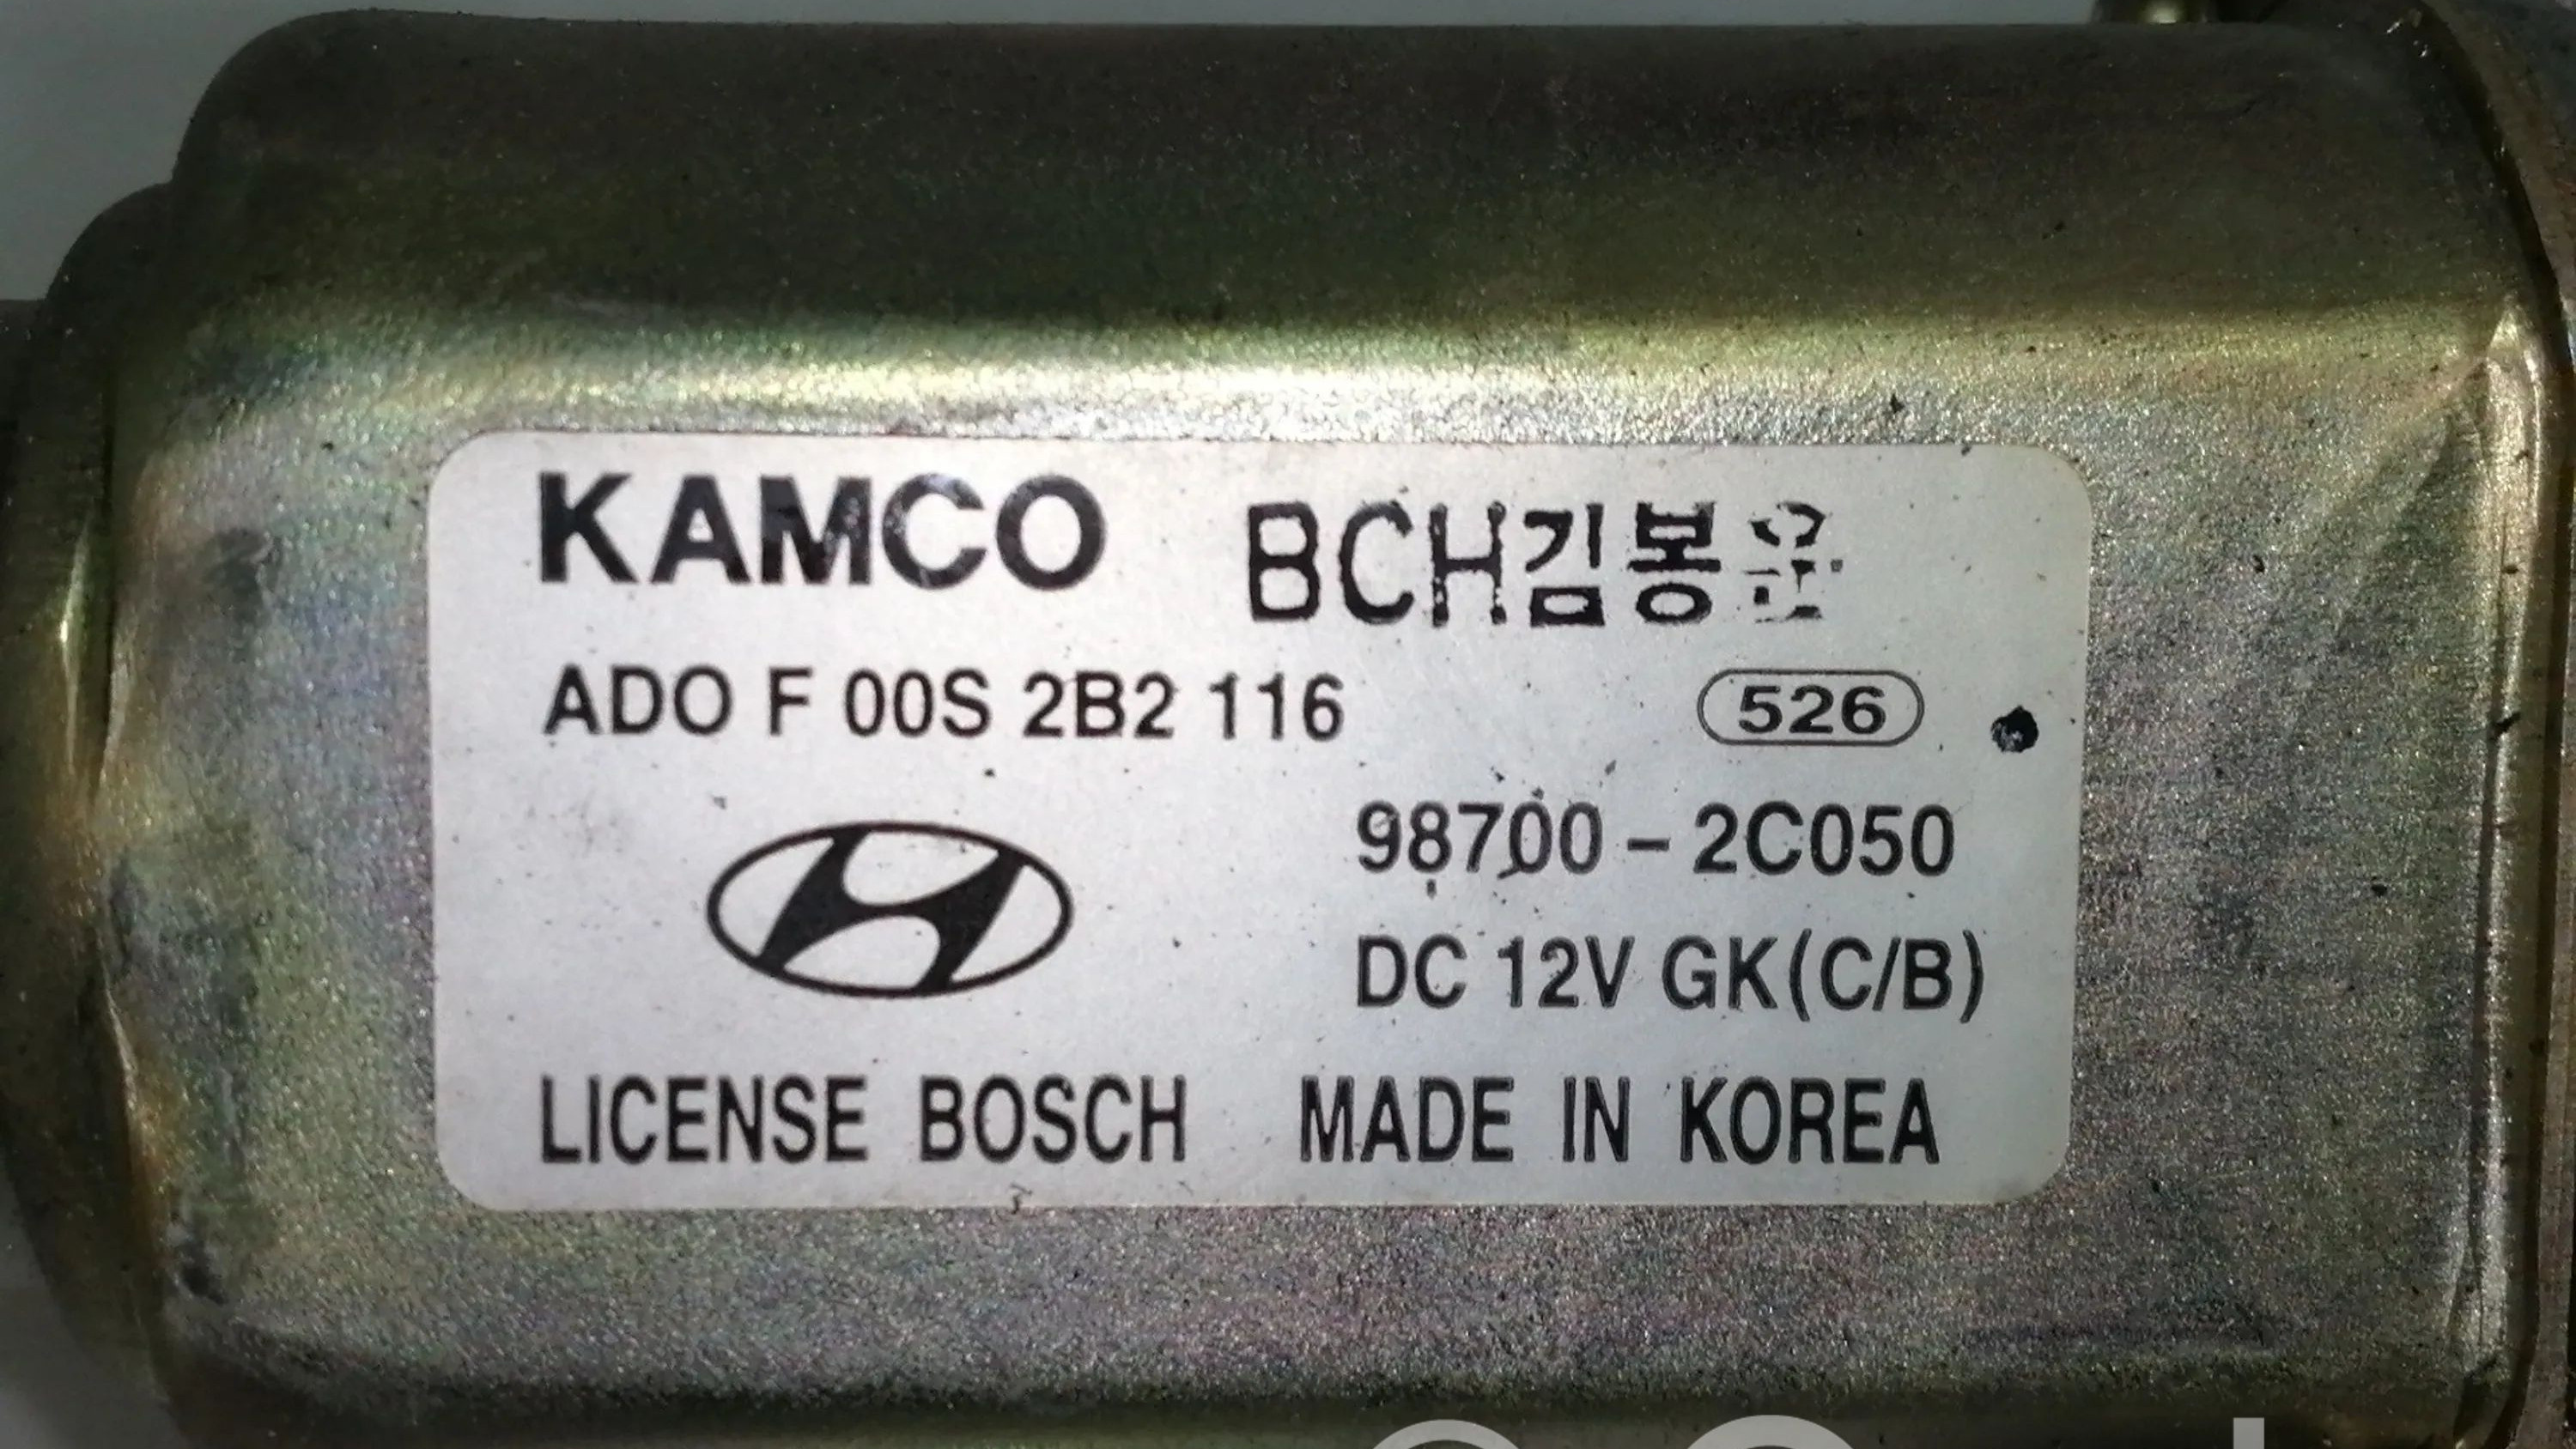 KAMCO BCH김봉운
ADO F 00S 2B2 116 526
98700-2C050
DC 12V GK(C/B)
LICENSE BOSCH MADE IN KOREA